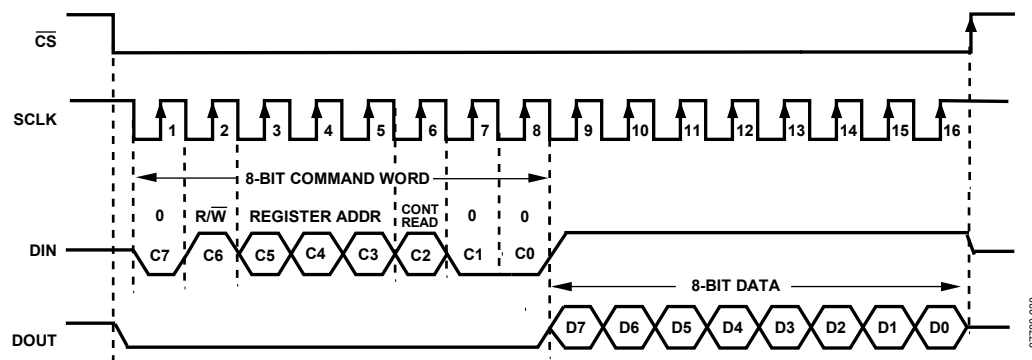 CS
SCLK
1 2 3 4 5 6 7 8 9 10 11 12 13 14 15 16
8-BIT COMMAND WORD
0 R/W REGISTER ADDR CONT READ 0 0
DIN
C7 C6 C5 C4 C3 C2 C1 C0
8-BIT DATA
DOUT
D7 D6 D5 D4 D3 D2 D1 D0